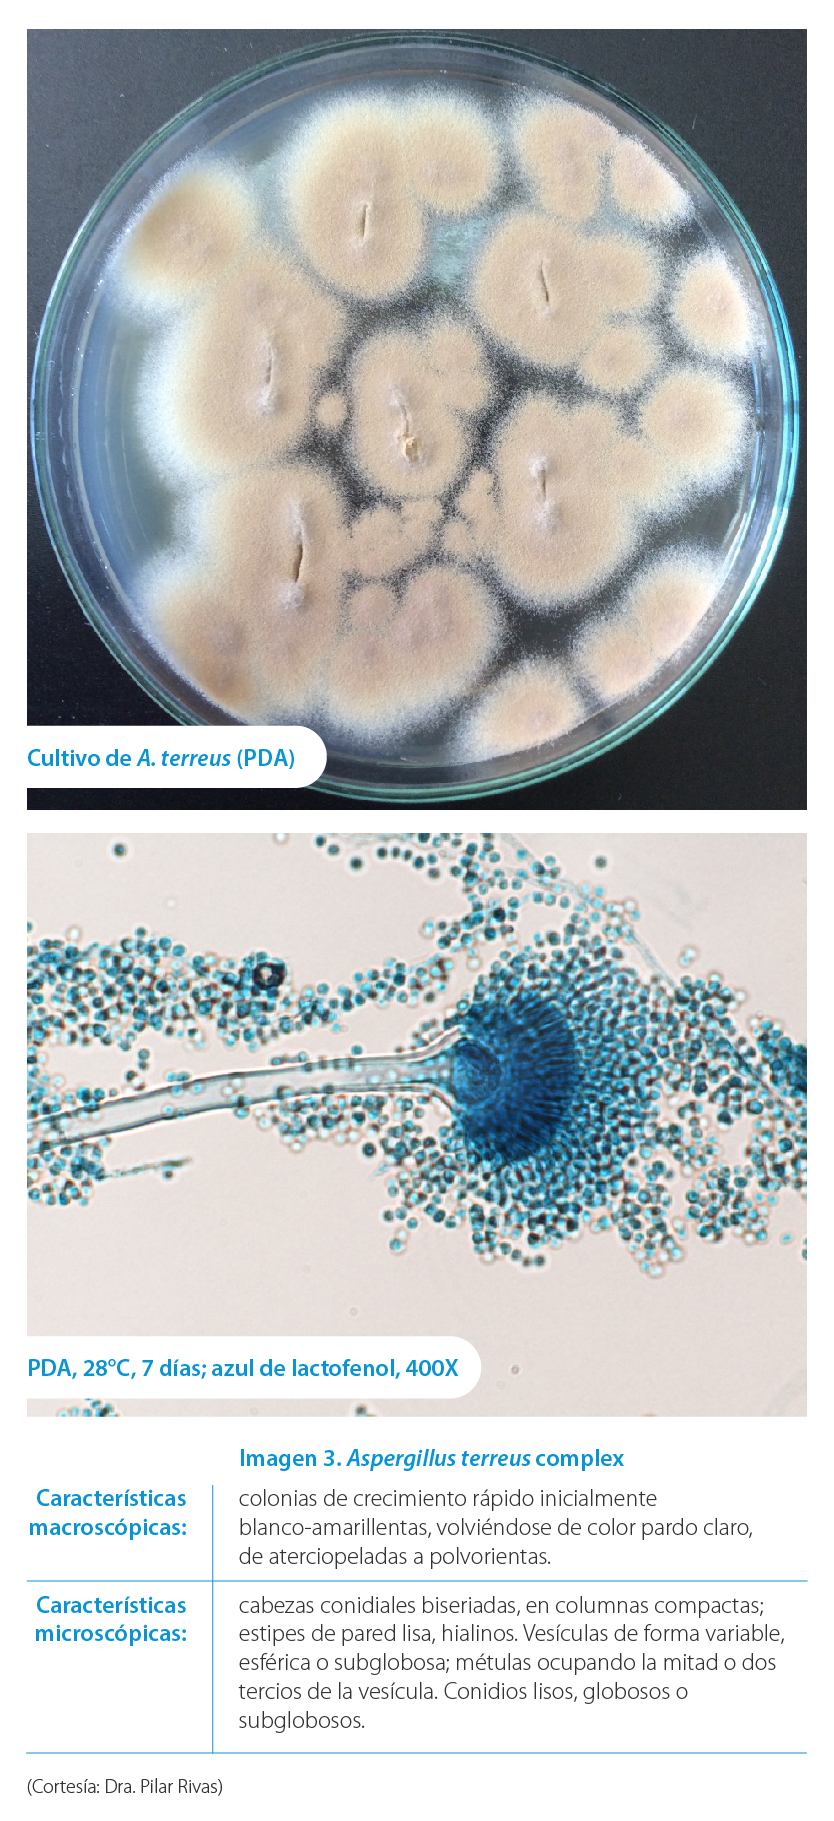 Cultivo de A. terreus (PDA)
PDA, 28°C, 7 días; azul de lactofenol, 400X
Imagen 3. Aspergillus terreus complex
Características
macroscópicas:
colonias de crecimiento rápido inicialmente
blanco-amarillentas, volviéndose de color pardo claro,
de aterciopeladas a polvorientas.
Características
microscópicas:
cabezas conidiales biseriadas, en columnas compactas;
estipes de pared lisa, hialinos. Vesículas de forma variable,
esférica o subglobosa; métulas ocupando la mitad o dos
tercios de la vesícula. Conidios lisos, globosos o
subglobosos.
(Cortesía: Dra. Pilar Rivas)